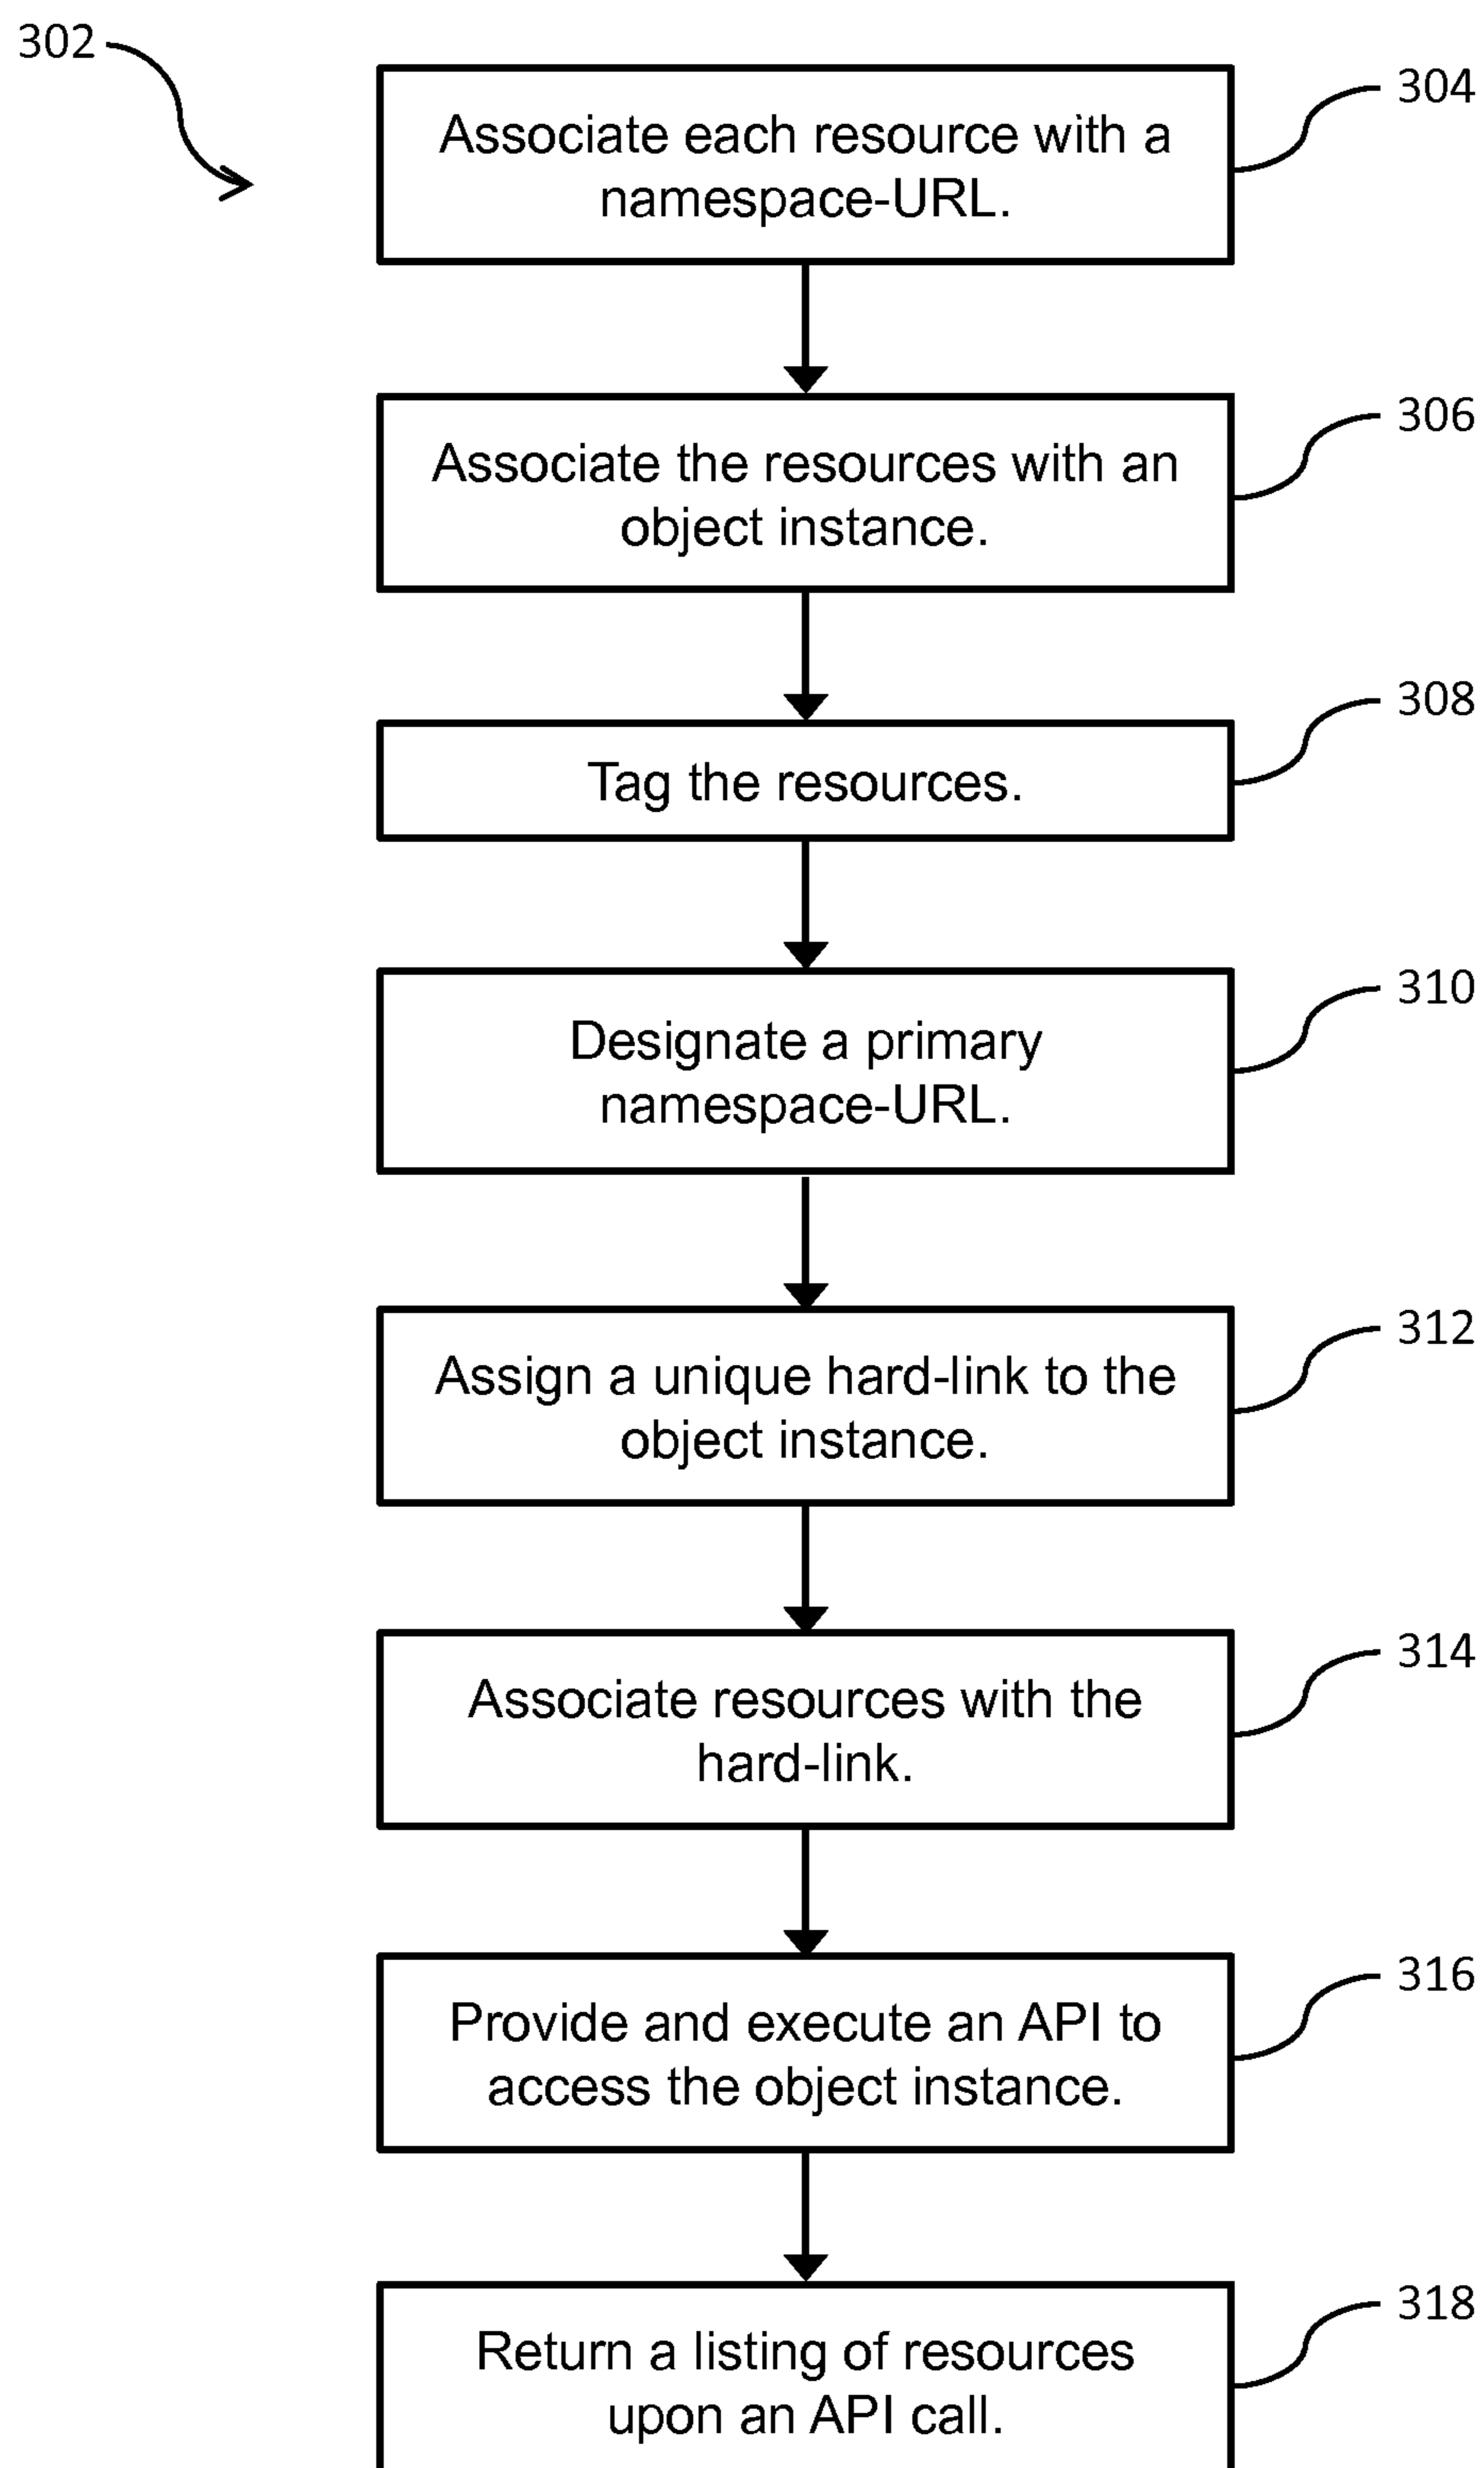 302
304
Associate each resource with a
namespace-URL.
306
Associate the resources with an
object instance.
308
Tag the resources.
310
Designate a primary
namespace-URL.
312
Assign a unique hard-link to the
object instance.
314
Associate resources with the
hard-link.
316
Provide and execute an API to
access the object instance.
318
Return a listing of resources
upon an API call.